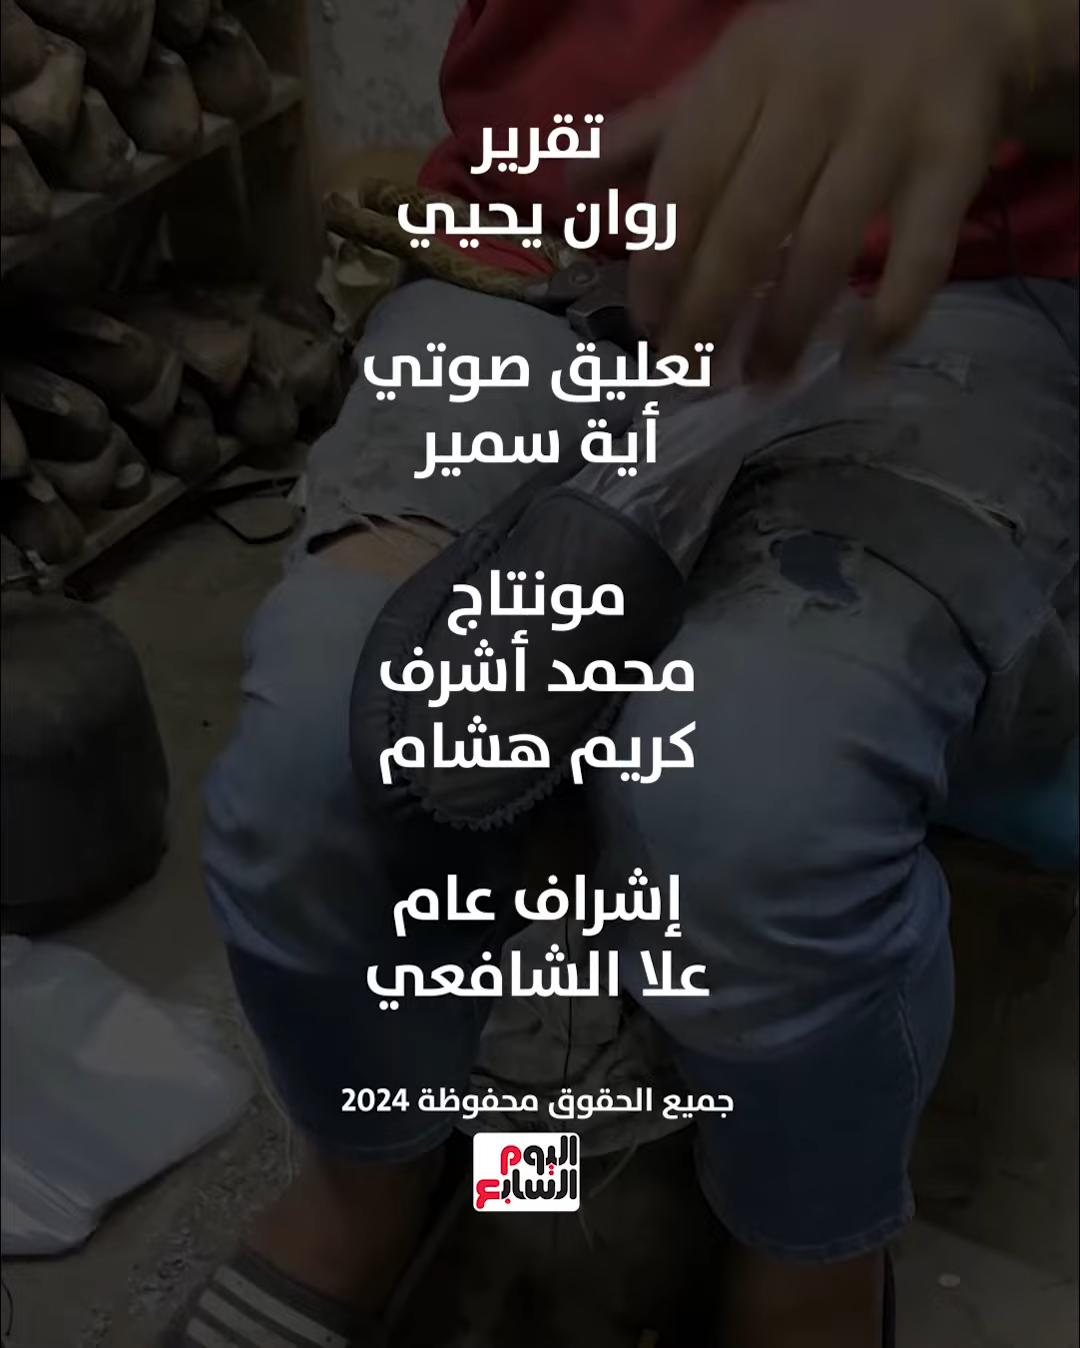 تقرير
روان يحيي
تعليق صوتي
أية سمير
مونتاج
محمد أشرف
كريم هشام
إشراف عام
علا الشافعي
جميع الحقوق محفوظة 2024
اليوم
السابع